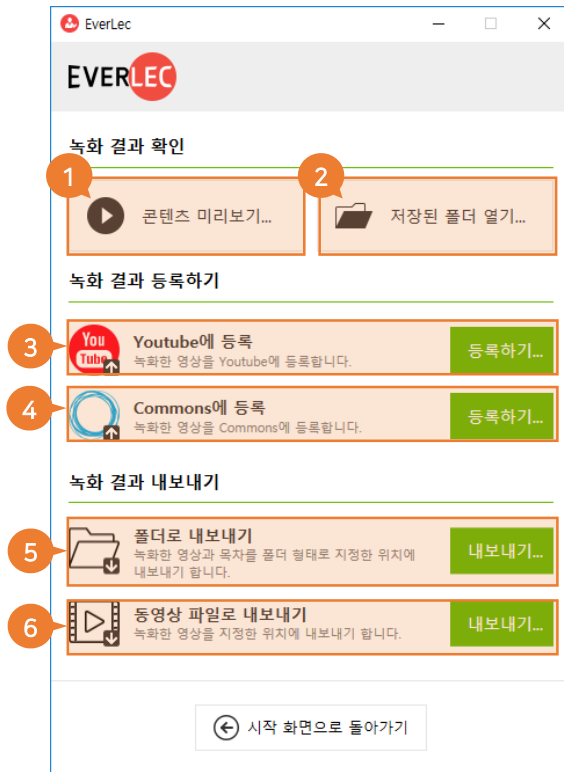 EverLec
EVERLEC
녹화 결과 확인
1
2
콘텐츠 미리보기...
저장된 폴더 열기...
녹화 결과 등록하기
3
You
Tube
Youtube에 등록
녹화한 영상을 Youtube에 등록합니다.
등록하기...
4
Commons에 등록
녹화한 영상을 Commons에 등록합니다.
등록하기...
녹화 결과 내보내기
5
폴더로 내보내기
녹화한 영상과 목차를 폴더 형태로 지정한 위치에
내보내기 합니다.
내보내기...
6
동영상 파일로 내보내기
녹화한 영상을 지정한 위치에 내보내기 합니다.
내보내기...
시작 화면으로 돌아가기